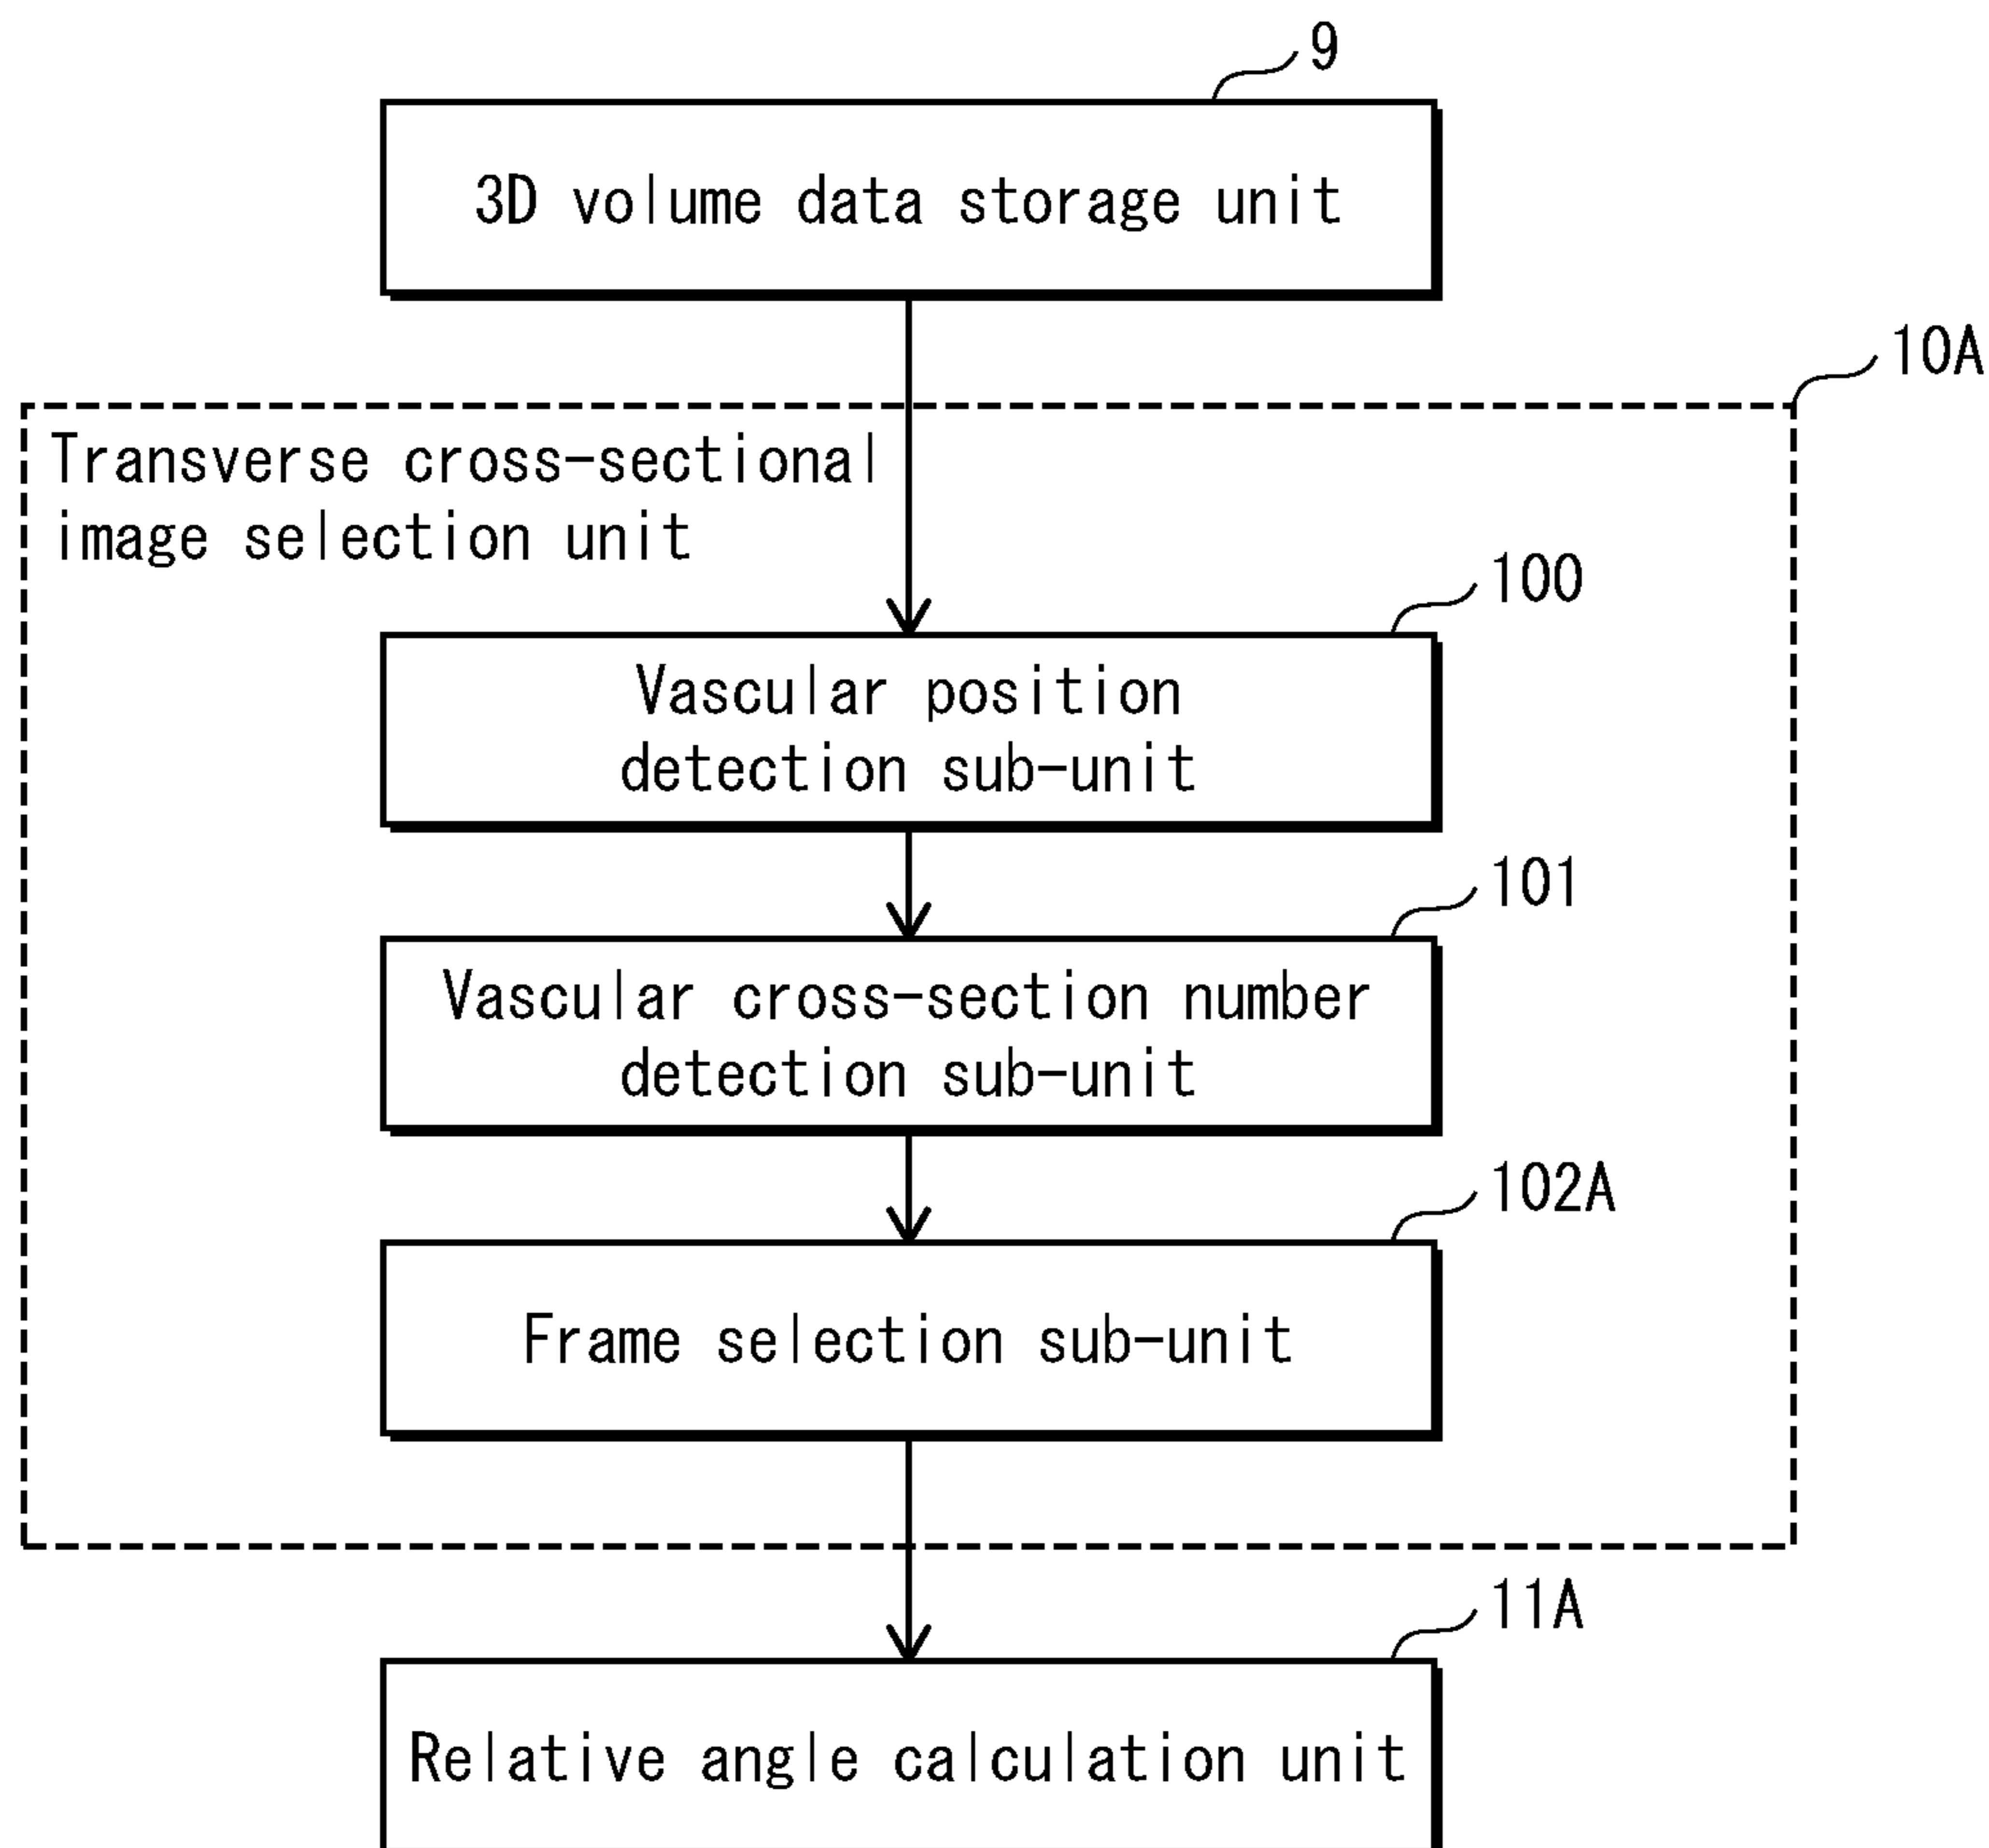 9
3D volume data storage unit
10A
Transverse cross-sectional
image selection unit
100
Vascular position
detection sub-unit
101
Vascular cross-section number
detection sub-unit
102A
Frame selection sub-unit
11A
Relative angle calculation unit